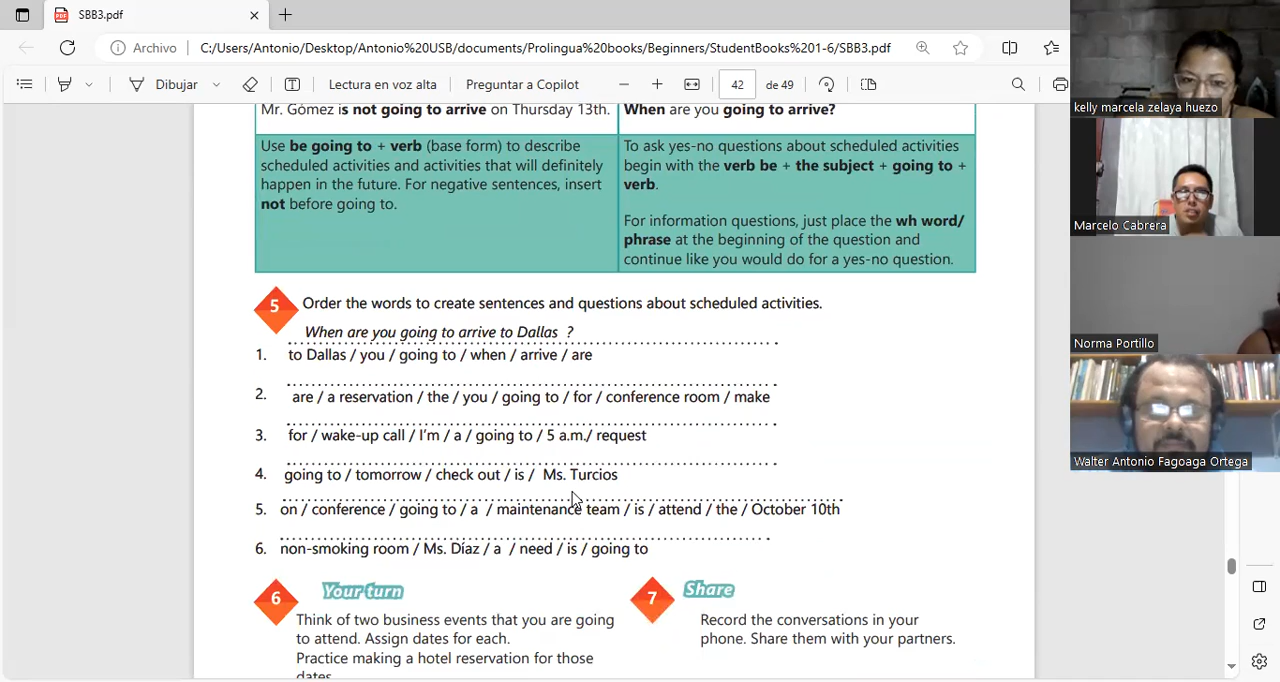 SBB3.pdf
Archivo
C:/Users/Antonio/Desktop/Antonio%20USB/documents/Prolingua%20books/Beginners/StudentBooks%201-6/SBB3.pdf
Dibujar
Lectura en voz alta
Preguntar a Copilot
42
de 49
Mr. Gómez is not going to arrive on Thursday 13th.
When are you going to arrive?
Use be going to + verb (base form) to describe
scheduled activities and activities that will definitely
happen in the future. For negative sentences, insert
not before going to.
To ask yes-no questions about scheduled activities
begin with the verb be + the subject + going to +
verb.
For information questions, just place the wh word/
phrase at the beginning of the question and
continue like you would do for a yes-no question.
5 Order the words to create sentences and questions about scheduled activities.
When are you going to arrive to Dallas ?
1. to Dallas / you / going to / when / arrive / are
2. are / a reservation / the / you / going to / for / conference room / make
3. for / wake-up call / I'm / a / going to / 5 a.m./ request
4. going to / tomorrow / check out / is / Ms. Turcios
5. on / conference / going to / a / maintenance team / is / attend / the / October 10th
6. non-smoking room / Ms. Díaz / a / need / is / going to
6 Your turn
Think of two business events that you are going
to attend. Assign dates for each.
Practice making a hotel reservation for those
dates.
7 Share
Record the conversations in your
phone. Share them with your partners.
kelly marcela zelaya huezo
Marcelo Cabrera
Norma Portillo
Walter Antonio Fagoaga Ortega